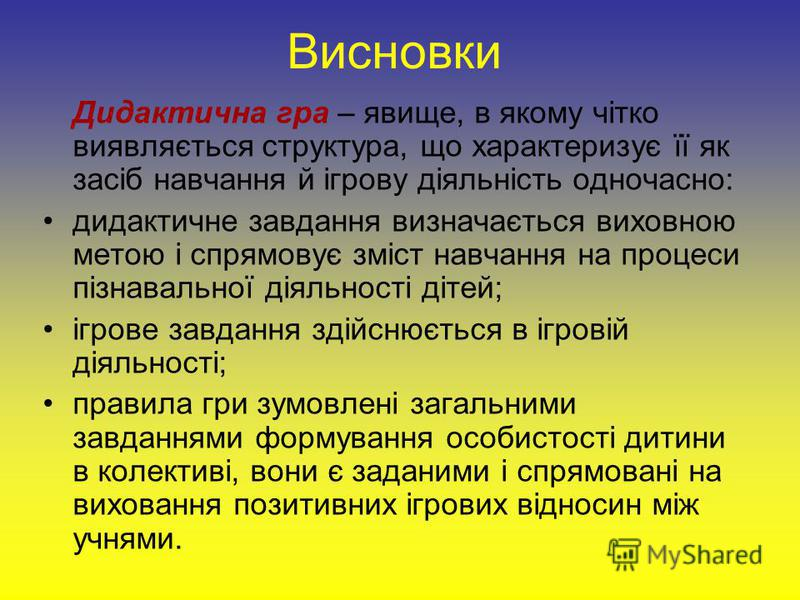 Висновки
Дидактична гра – явище, в якому чітко
виявляється структура, що характеризує її як
засіб навчання й ігрову діяльність одночасно:
• дидактичне завдання визначається виховною
метою і спрямовує зміст навчання на процеси
пізнавальної діяльності дітей;
• ігрове завдання здійснюється в ігровій
діяльності;
• правила гри зумовлені загальними
завданнями формування особистості дитини
в колективі, вони є заданими і спрямовані на
виховання позитивних ігрових відносин між
учнями.
MyShared